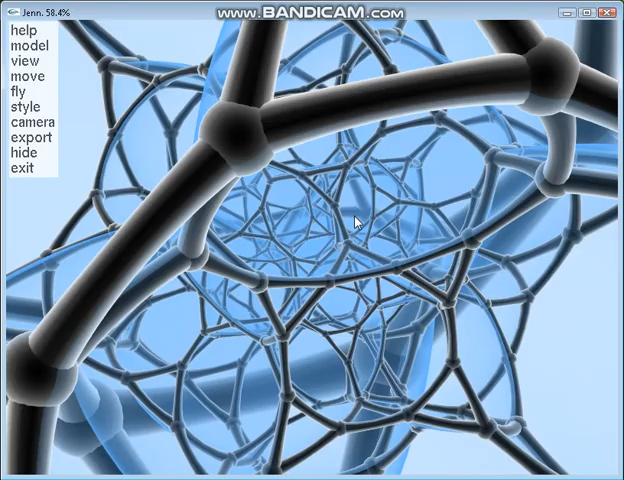 Jenn. 58.4%
www.BANDICAM.com
help
model
view
move
fly
style
camera
export
hide
exit